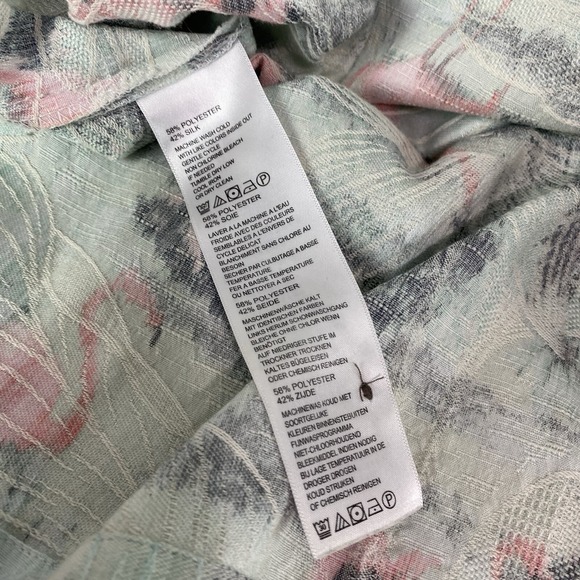 58% POLYESTER
42% SILK
MACHINE WASH COLD
WITH LIKE COLORS INSIDE OUT
GENTLE CYCLE
NON CHLORINE BLEACH
IF NEEDED
TUMBLE DRY LOW
COOL IRON
OR DRY CLEAN
58% POLYESTER
42% SOIE
LAVER A LA MACHINE A L'EAU
FROIDE AVEC DES COULEURS
SEMBLABLES A L'ENVERS DE
CYCLE DELICAT
BLANCHIMENT SANS CHLORE AU
BESOIN
SECHER PAR CULBUTAGE A BASSE
TEMPERATURE
FER A BASSE TEMPERATURE
OU NETTOYER A SEC
58% POLYESTER
42% SEIDE
MASCHINENWÄSCHE KALT
MIT IDENTISCHEN FARBEN
LINKS HERUM SCHONWASCHGANG
BLEICHE OHNE CHLOR WENN
BENÖTIGT
AUF NIEDRIGER STUFE IM
TROCKNER TROCKNEN
KALTES BÜGELEISEN
ODER CHEMISCH REINIGEN
58% POLYESTER
42% ZIJDE
MACHINEWAS KOUD MET
SOORTGELIJKE
KLEUREN BINNENSTEBUITEN
FIJNWASPROGRAMMA
NIET-CHLOORHOUDEND
BLEEKMIDDEL INDIEN NODIG
BIJ LAGE TEMPERATUUR IN DE
DROGER DROGEN
KOUD STRIJKEN
OF CHEMISCH REINIGEN
30 P